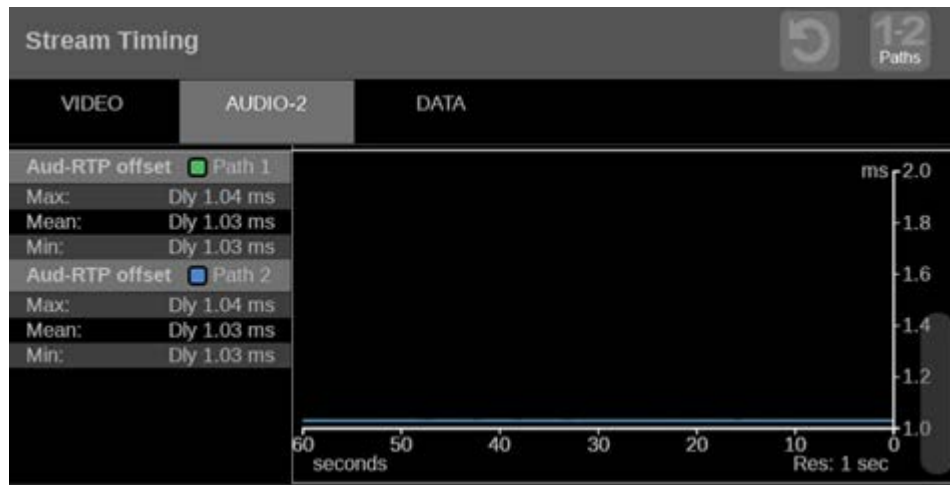 Stream Timing
1-2
Paths
VIDEO AUDIO-2 DATA
Aud-RTP offset Path 1
Max: Dly 1.04 ms
Mean: Dly 1.03 ms
Min: Dly 1.03 ms
Aud-RTP offset Path 2
Max: Dly 1.04 ms
Mean: Dly 1.03 ms
Min: Dly 1.03 ms
ms 2.0
1.8
1.6
1.4
1.2
1.0
60 50 40 30 20 10 0
seconds Res: 1 sec